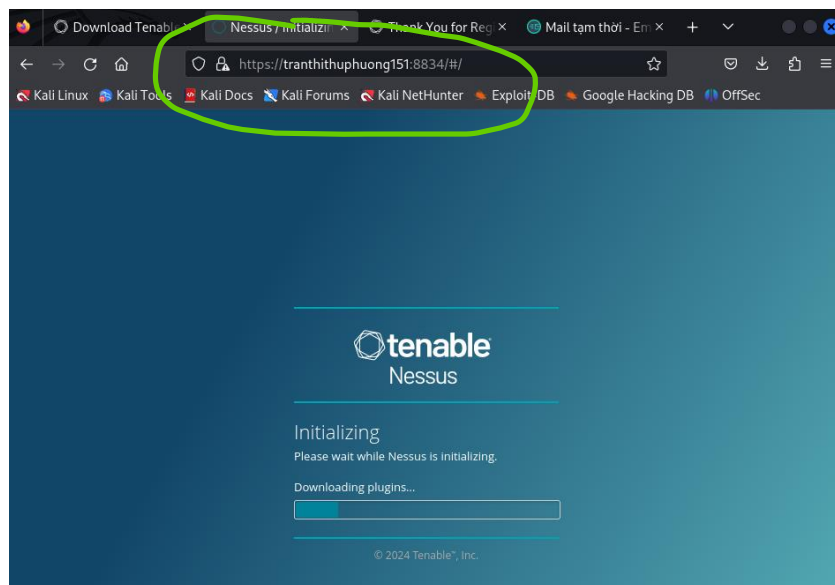 Download Tenabl
Nessus / Initializin
Thank You for Reg
Mail tạm thời - Em
https://tranthithuphuong151:8834/#/
Kali Linux Kali Tools Kali Docs Kali Forums Kali NetHunter Exploit-DB Google Hacking DB OffSec
tenable
Nessus
Initializing
Please wait while Nessus is initializing.
Downloading plugins...
© 2024 Tenable™, Inc.